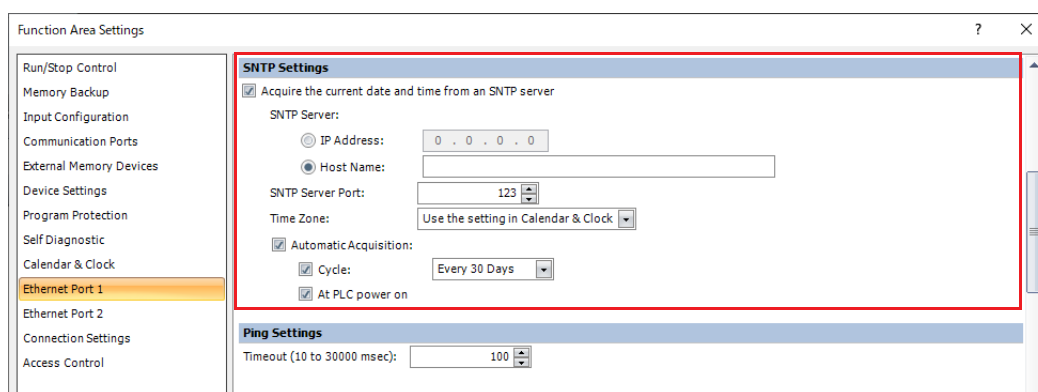 Function Area Settings
?
Run/Stop Control
Memory Backup
Input Configuration
Communication Ports
External Memory Devices
Device Settings
Program Protection
Self Diagnostic
Calendar & Clock
Ethernet Port 1
Ethernet Port 2
Connection Settings
Access Control
SNTP Settings
Acquire the current date and time from an SNTP server
SNTP Server:
IP Address: 0 . 0 . 0 . 0
Host Name:
SNTP Server Port: 123
Time Zone: Use the setting in Calendar & Clock
Automatic Acquisition:
Cycle: Every 30 Days
At PLC power on
Ping Settings
Timeout (10 to 30000 msec): 100